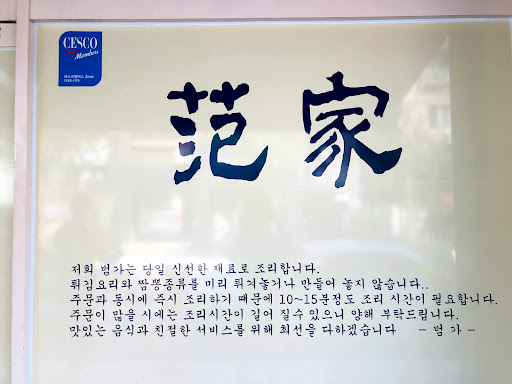 CESCO
Members
范家
저희 범가는 당일 신선한 재료로 조리합니다.
튀김요리와 짬뽕종류를 미리 튀겨놓거나 만들어 놓지 않습니다..
주문과 동시에 즉시 조리하기 때문에 10~15분정도 조리 시간이 필요합니다.
주문이 많을 시에는 조리시간이 길어 질수 있으니 양해 부탁드립니다.
맛있는 음식과 친절한 서비스를 위해 최선을 다하겠습니다 - 범가 -